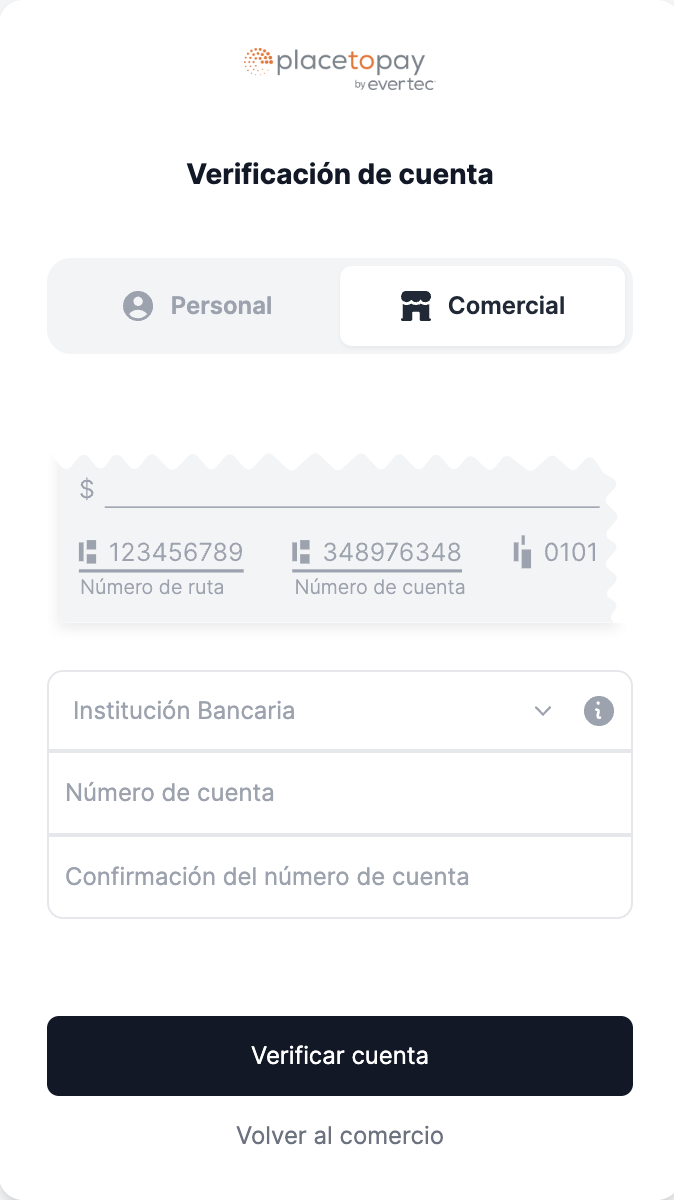 placetopay
by evertec
Verificación de cuenta
Personal
Comercial
$
123456789
348976348
0101
Número de ruta
Número de cuenta
Institución Bancaria
Número de cuenta
Confirmación del número de cuenta
Verificar cuenta
Volver al comercio